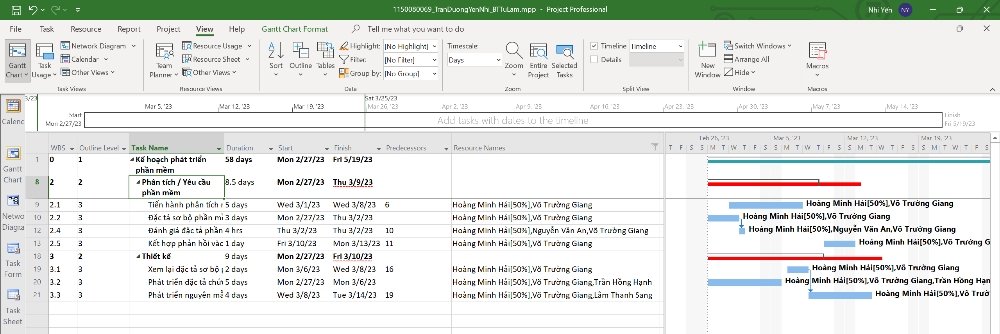 1150080069_TranDuongYenNhi_BTTuLam.mpp - Project Professional
Nhi Yến NY
File Task Resource Report Project View Help Gantt Chart Format Tell me what you want to do
Gantt Chart
Task Usage
Network Diagram
Calendar
Other Views
Task Views
Team Planner
Resource Usage
Resource Sheet
Other Views
Resource Views
Sort
Outline
Tables
Highlight: [No Highlight]
Filter: [No Filter]
Group by: [No Group]
Data
Timescale:
Days
Zoom
Entire Project
Selected Tasks
Zoom
Timeline Timeline
Details
Split View
New Window
Switch Windows
Arrange All
Hide
Window
Macros
Macros
3/23 Sat 3/25/23
Mar 5, '23 Mar 12, '23 Mar 19, '23 Mar 26, '23 Apr 2, '23 Apr 9, '23 Apr 16, '23 Apr 23, '23 Apr 30, '23 May 7, '23 May 14, '23
Start
Mon 2/27/23
Add tasks with dates to the timeline
Finish
Fri 5/19/23
Calenc
Gantt Chart
Netwo
Diagra
Task Form
Task Sheet
WBS Outline Level Task Name Duration Start Finish Predecessors Resource Names
Feb 26, '23 Mar 5, '23 Mar 12, '23 Mar 19, '23
T F S S M T W T F S S M T W T F S S M T W T F S S M T W T F S
1 0 1 Kế hoạch phát triển phần mềm 58 days Mon 2/27/23 Fri 5/19/23
8 2 2 Phân tích / Yêu cầu phần mềm 8.5 days Mon 2/27/23 Thu 3/9/23
9 2.1 3 Tiến hành phân tích 5 days Wed 3/1/23 Wed 3/8/23 6 Hoàng Minh Hải[50%],Võ Trường Giang
Hoàng Minh Hải[50%],Võ Trường Giang
10 2.2 3 Đặc tả sơ bộ phần mề 3 days Mon 2/27/23 Thu 3/2/23 Hoàng Minh Hải[50%],Võ Trường Giang
Hoàng Minh Hải[50%],Võ Trường Giang
12 2.4 3 Đánh giá đặc tả phần 4 hrs Thu 3/2/23 Thu 3/2/23 10 Hoàng Minh Hải[50%],Nguyễn Văn An,Võ Trường Giang
Hoàng Minh Hải[50%],Nguyễn Văn An,Võ Trường Giang
13 2.5 3 Kết hợp phản hồi vào 1 day Fri 3/10/23 Mon 3/13/23 11 Hoàng Minh Hải[50%],Võ Trường Giang
Hoàng Minh Hải[50%],Võ Trường G
18 3 2 Thiết kế 9 days Mon 2/27/23 Fri 3/10/23
19 3.1 3 Xem lại đặc tả sơ bộ 2 days Mon 3/6/23 Wed 3/8/23 16 Hoàng Minh Hải[50%],Võ Trường Giang
Hoàng Minh Hải[50%],Võ Trường Giang
20 3.2 3 Phát triển đặc tả chức 5 days Mon 2/27/23 Mon 3/6/23 Hoàng Minh Hải[50%],Võ Trường Giang,Trần Hồng Hạnh
Hoàng Minh Hải[50%],Võ Trường Giang,Trần Hồng Hạn
21 3.3 3 Phát triển nguyên mẫ 4 days Wed 3/8/23 Tue 3/14/23 19 Hoàng Minh Hải[50%],Võ Trường Giang,Lâm Thanh Sang
Hoàng Minh Hải[50%],Võ Trườ